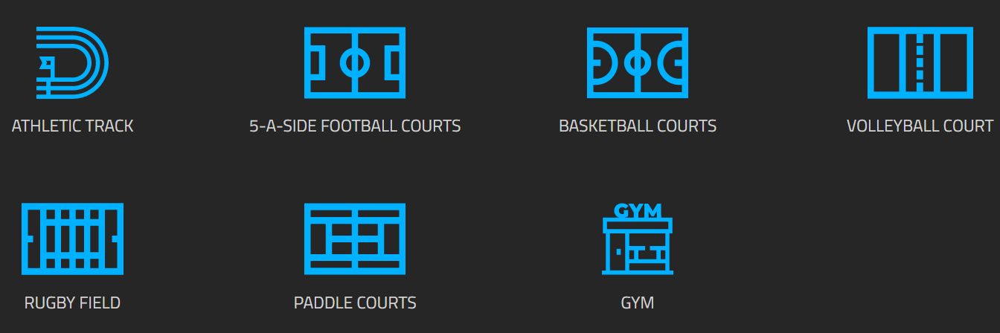 ATHLETIC TRACK
5-A-SIDE FOOTBALL COURTS
BASKETBALL COURTS
VOLLEYBALL COURT
GYM
RUGBY FIELD
PADDLE COURTS
GYM